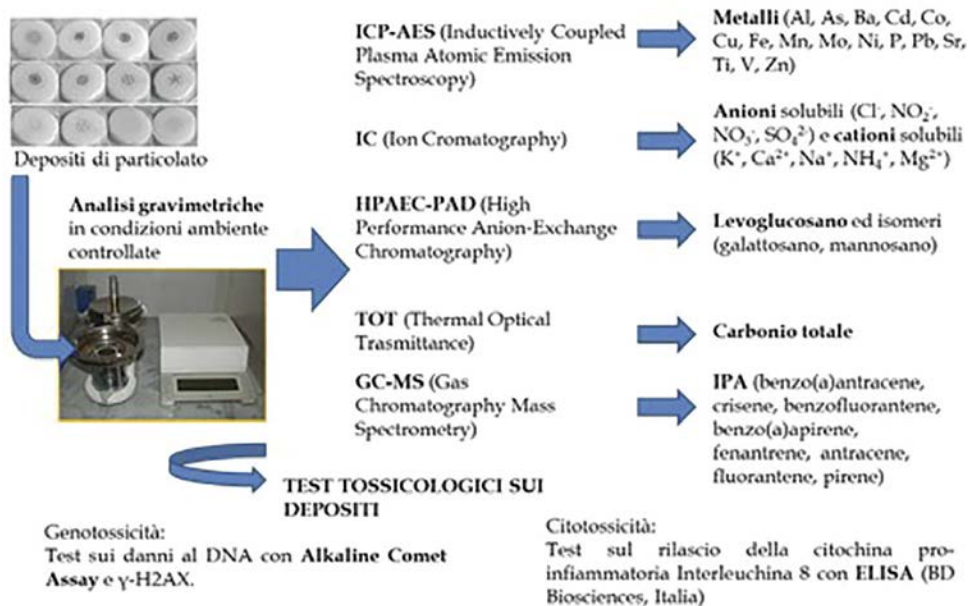 Depositi di particolato
Analisi gravimetriche
in condizioni ambiente
controllate
ICP-AES (Inductively Coupled
Plasma Atomic Emission
Spectroscopy)
Metalli (Al, As, Ba, Cd, Co,
Cu, Fe, Mn, Mo, Ni, P, Pb, Sr,
Ti, V, Zn)
IC (Ion Cromatography)
Anioni solubili (Cl⁻, NO₂⁻,
NO₃⁻, SO₄²⁻) e cationi solubili
(K⁺, Ca²⁺, Na⁺, NH₄⁺, Mg²⁺)
HPAEC-PAD (High
Performance Anion-Exchange
Chromatography)
Levoglucosano ed isomeri
(galattosano, mannosano)
TOT (Thermal Optical
Trasmittance)
Carbonio totale
GC-MS (Gas
Chromatography Mass
Spectrometry)
IPA (benzo(a)antracene,
crisene, benzofluorantene,
benzo(a)apirene,
fenantrene, antracene,
fluorantene, pirene)
TEST TOSSICOLOGICI SUI
DEPOSITI
Genotossicità:
Test sui danni al DNA con Alkaline Comet
Assay e γ-H2AX.
Citotossicità:
Test sul rilascio della citochina pro-
infiammatoria Interleuchina 8 con ELISA (BD
Biosciences, Italia)